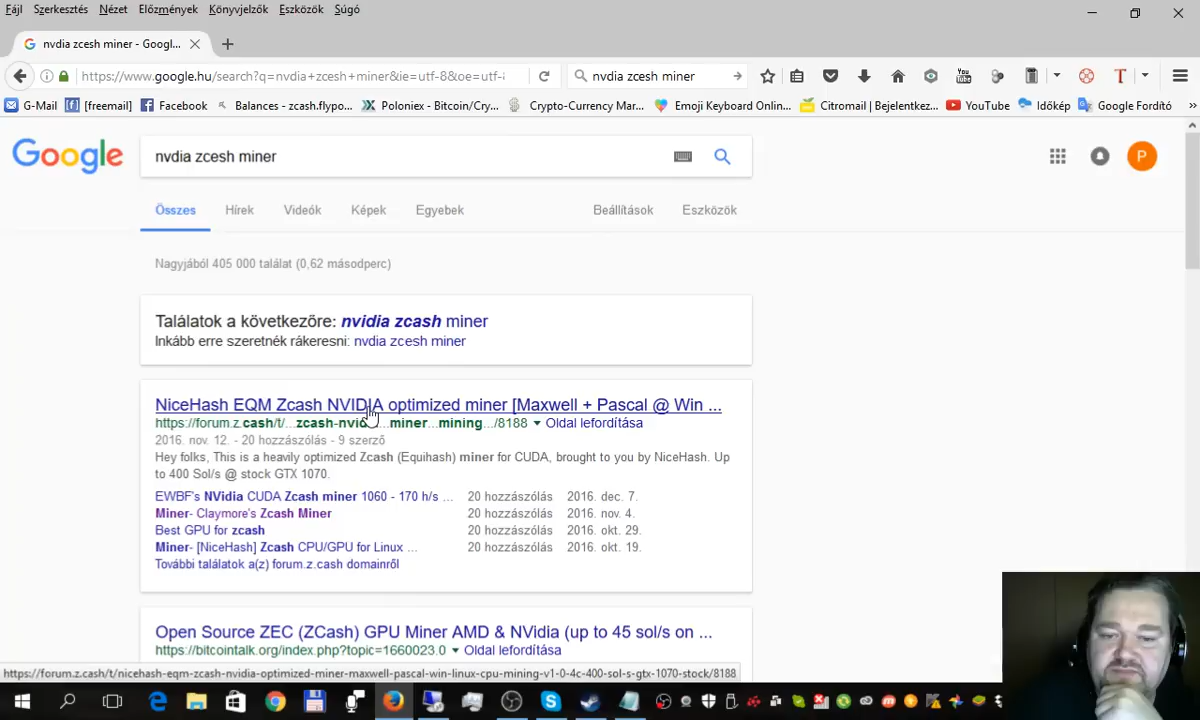 Fájl Szerkesztés Nézet Előzmények Könyvjelzők Eszközök Súgó
nvdia zcesh miner - Googl...
https://www.google.hu/search?q=nvdia+zcesh+miner&ie=utf-8&oe=utf-8
nvdia zcesh miner
G-Mail [freemail] Facebook Balances - zcash.flypo... Poloniex - Bitcoin/Cry... Crypto-Currency Mar... Emoji Keyboard Onlin... Citromail | Bejelentkez... YouTube Időkép Google Fordító
Google
nvdia zcesh miner
P
Összes Hírek Videók Képek Egyebek Beállítások Eszközök
Nagyjából 405 000 találat (0,62 másodperc)
Találatok a következőre: nvidia zcash miner
Inkább erre szeretnék rákeresni: nvdia zcesh miner
NiceHash EQM Zcash NVIDIA optimized miner [Maxwell + Pascal @ Win ...
https://forum.z.cash/t/...zcash-nvid...miner...mining.../8188 Oldal lefordítása
2016. nov. 12. - 20 hozzászólás - 9 szerző
Hey folks, This is a heavily optimized Zcash (Equihash) miner for CUDA, brought to you by NiceHash. Up
to 400 Sol/s @ stock GTX 1070.
EWBF's NVidia CUDA Zcash miner 1060 - 170 h/s ... 20 hozzászólás 2016. dec. 7.
Miner- Claymore's Zcash Miner 20 hozzászólás 2016. nov. 4.
Best GPU for zcash 20 hozzászólás 2016. okt. 29.
Miner- [NiceHash] Zcash CPU/GPU for Linux ... 20 hozzászólás 2016. okt. 19.
További találatok a(z) forum.z.cash domainről
Open Source ZEC (ZCash) GPU Miner AMD & NVidia (up to 45 sol/s on ...
https://bitcointalk.org/index.php?topic=1660023.0 Oldal lefordítása
https://forum.z.cash/t/nicehash-eqm-zcash-nvidia-optimized-miner-maxwell-pascal-win-linux-cpu-mining-v1-0-4c-400-sol-s-gtx-1070-stock/8188